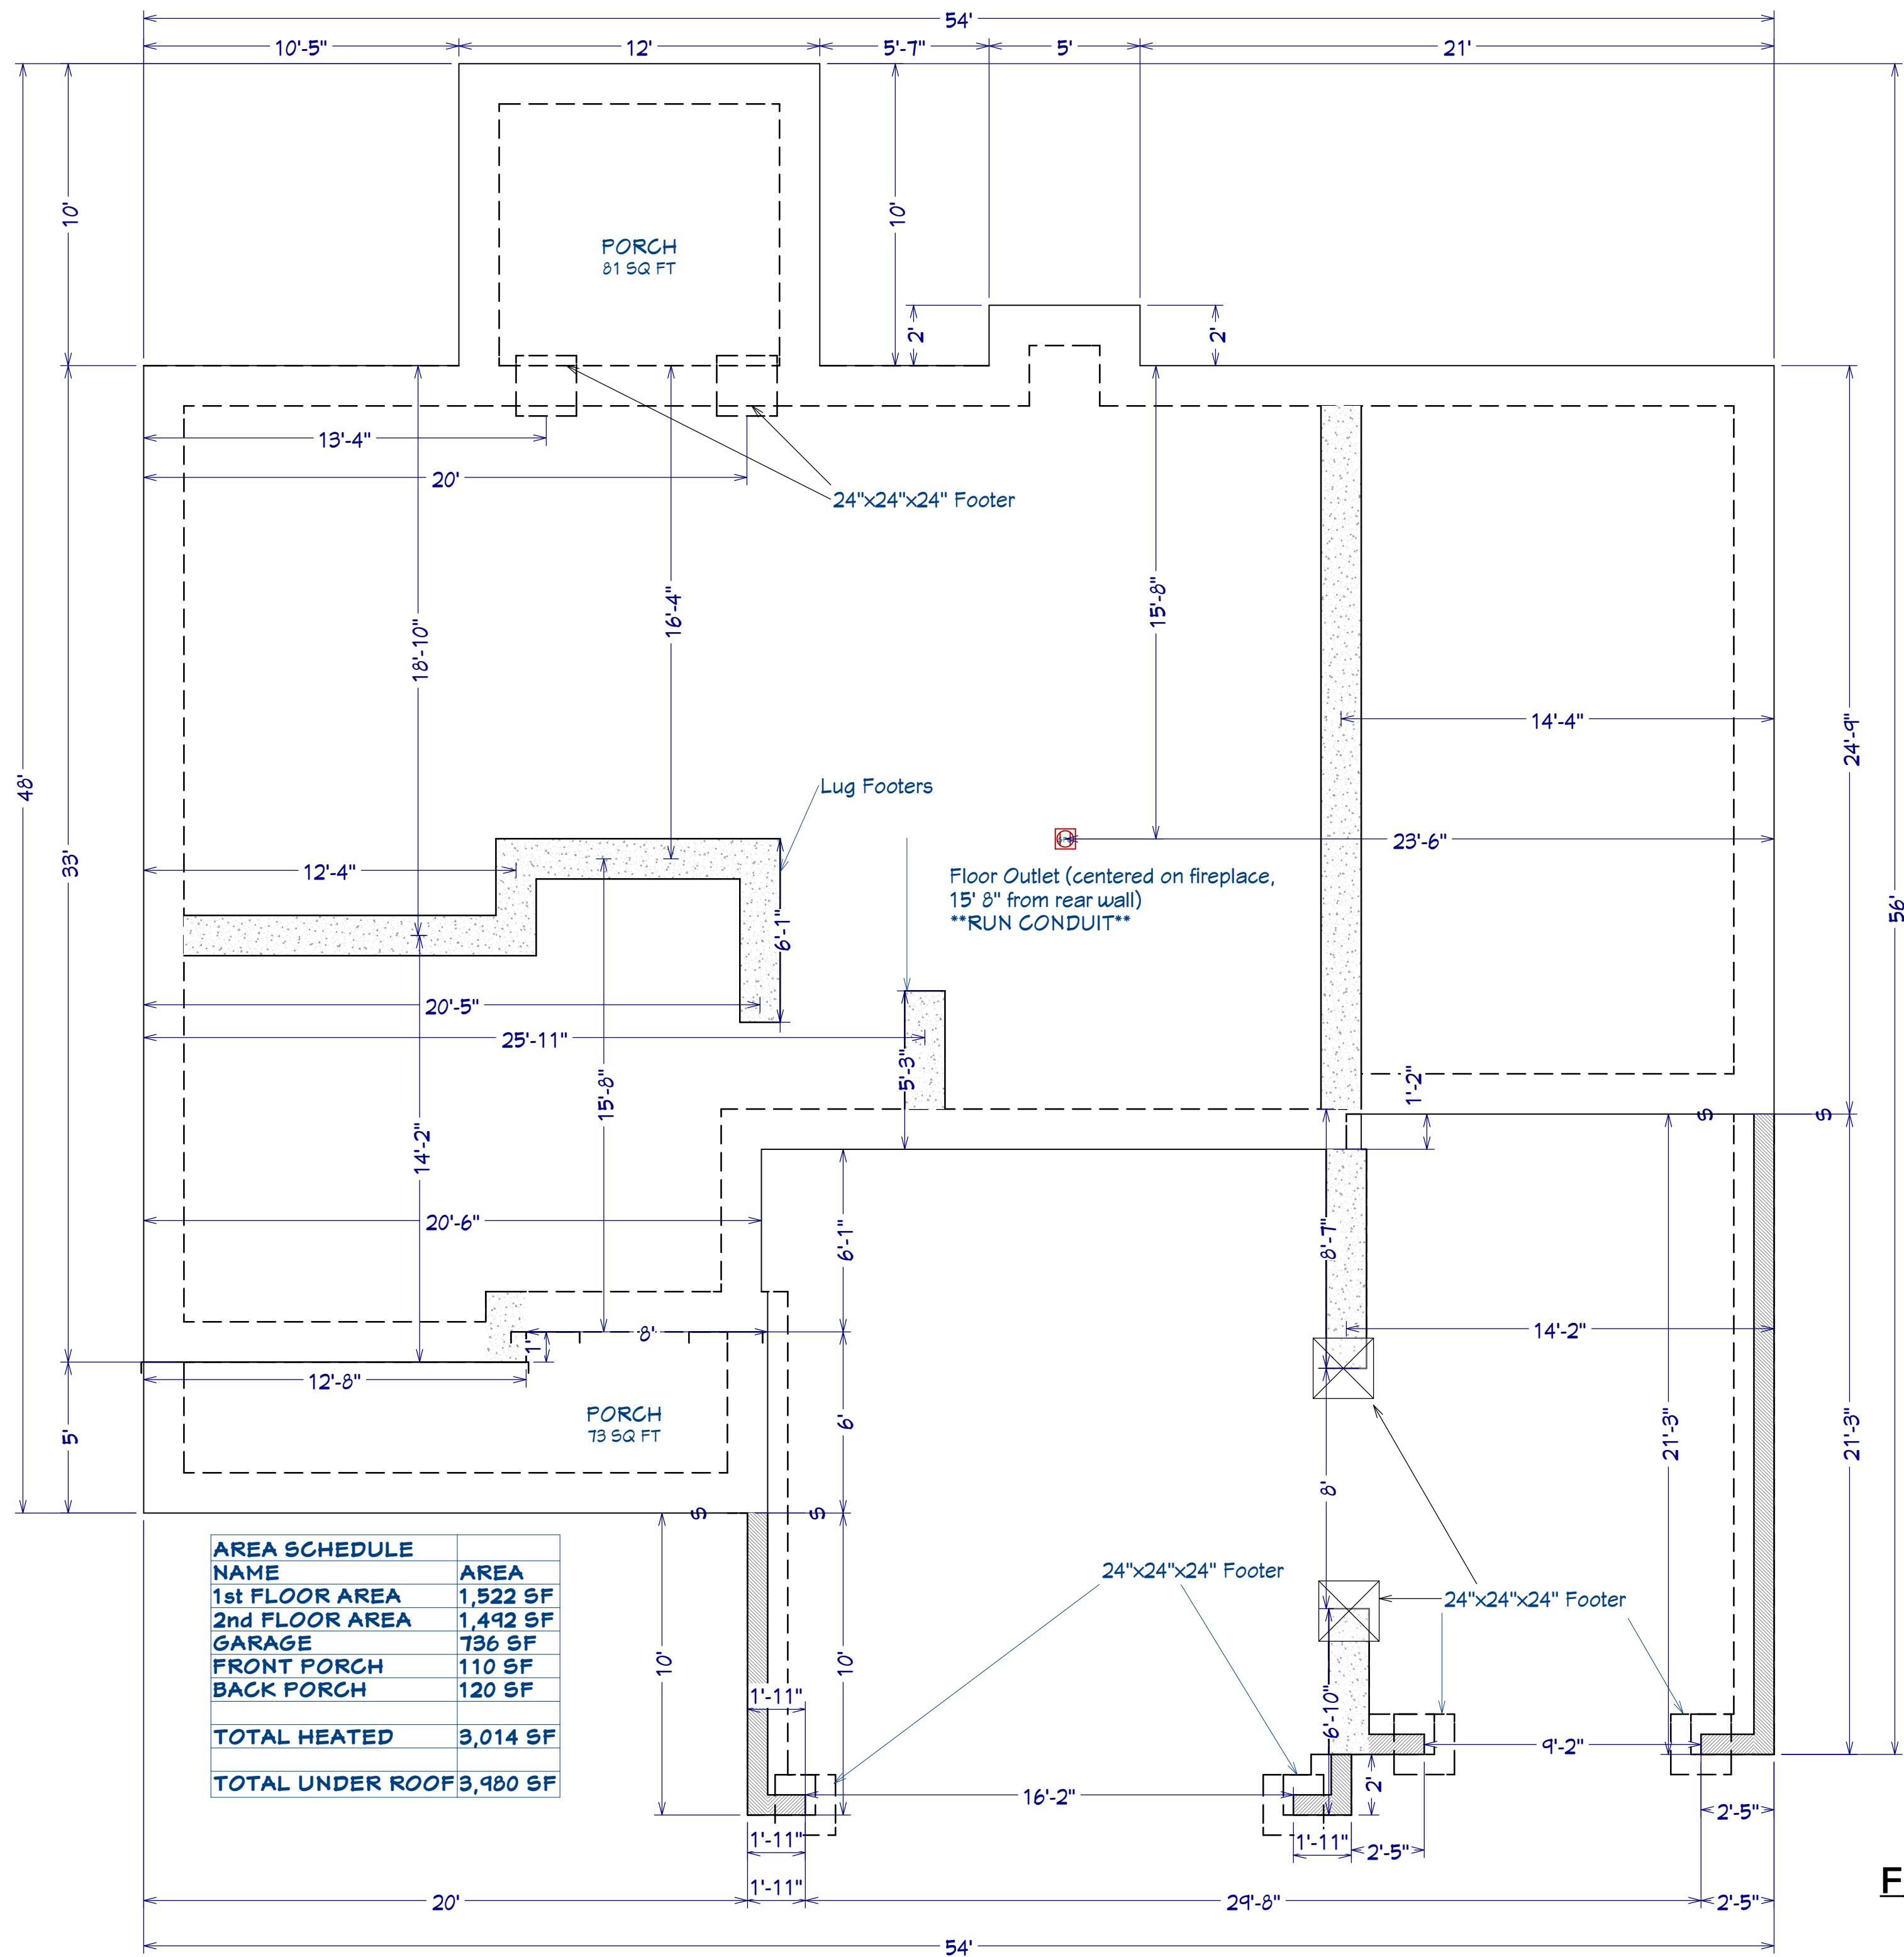 54'
10'-5" 12' 5'-7" 5' 21'
10'
10'
PORCH
81 SQ FT
2' 2'
13'-4"
20'
24"x24"x24" Footer
18'-10"
16'-4"
15'-8"
14'-4"
24'-9"
48'
33'
56'
Lug Footers
23'-6"
12'-4"
Floor Outlet (centered on fireplace,
15' 8" from rear wall)
**RUN CONDUIT**
6'-1"
20'-5"
25'-11"
5'-3"
15'-8"
14'-2"
1'-2"
S S
20'-6"
6'-1"
8'-7"
14'-2"
8'
1'
12'-8"
PORCH
73 SQ FT
5'
6'
8'
21'-3"
21'-3"
S S
AREA SCHEDULE
NAME AREA
1st FLOOR AREA 1,522 SF
2nd FLOOR AREA 1,492 SF
GARAGE 736 SF
FRONT PORCH 110 SF
BACK PORCH 120 SF
TOTAL HEATED 3,014 SF
TOTAL UNDER ROOF 3,980 SF
24"x24"x24" Footer
24"x24"x24" Footer
10'
10'
1'-11"
6'-10"
9'-2"
16'-2"
2'
2'-5"
1'-11"
1'-11"
2'-5"
1'-11"
20' 29'-8" 2'-5"
F
54'